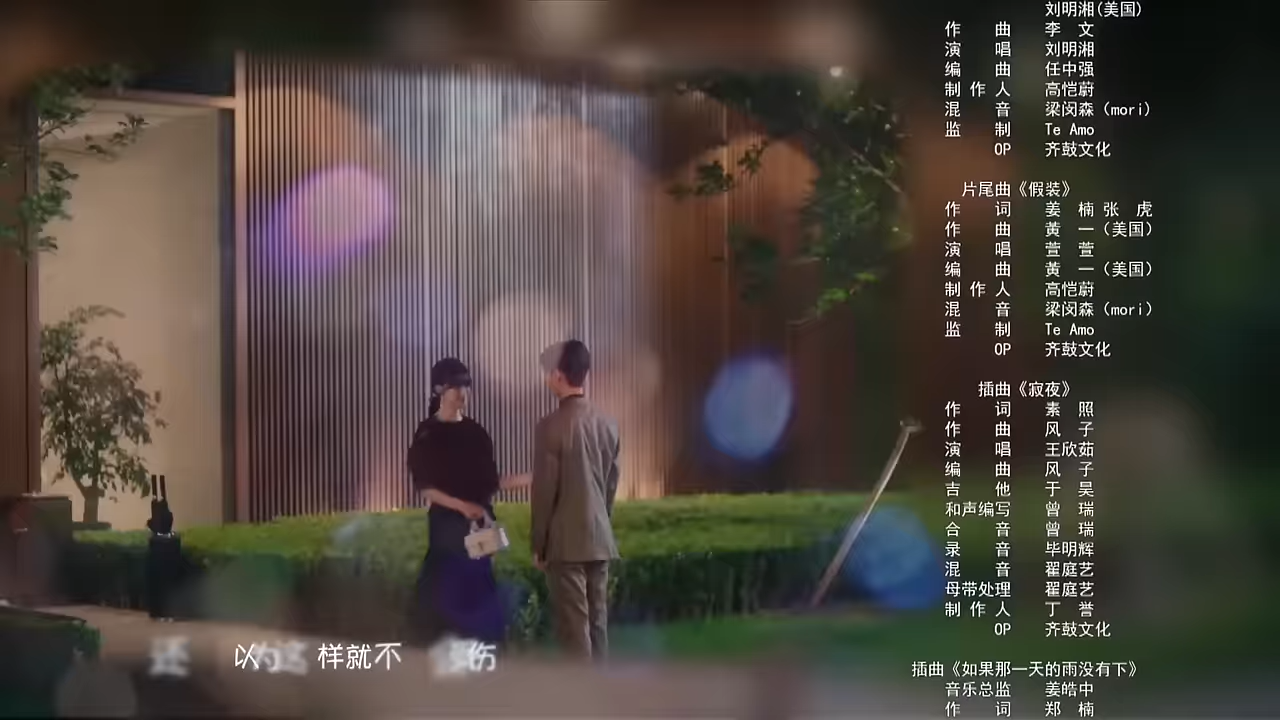 刘明湘(美国)
作 曲 李 文
演 唱 刘明湘
编 曲 任中强
制 作 人 高恺蔚
混 音 梁闵森（mori）
监 制 Te Amo
OP 齐鼓文化
片尾曲《假装》
作 词 姜 楠 张 虎
作 曲 黄 一（美国）
演 唱 萱 萱
编 曲 黄 一（美国）
制 作 人 高恺蔚
混 音 梁闵森（mori）
监 制 Te Amo
OP 齐鼓文化
插曲《寂夜》
作 词 素 照
作 曲 风 子
演 唱 王欣茹
编 曲 风 子
吉 他 于 昊
和声编写 曾 瑞
合 音 曾 瑞
录 音 毕明辉
混 音 翟庭艺
母带处理 翟庭艺
制 作 人 丁 誉
OP 齐鼓文化
插曲《如果那一天的雨没有下》
音乐总监 姜皓中
作 词 郑 楠
以为这样就不 伤